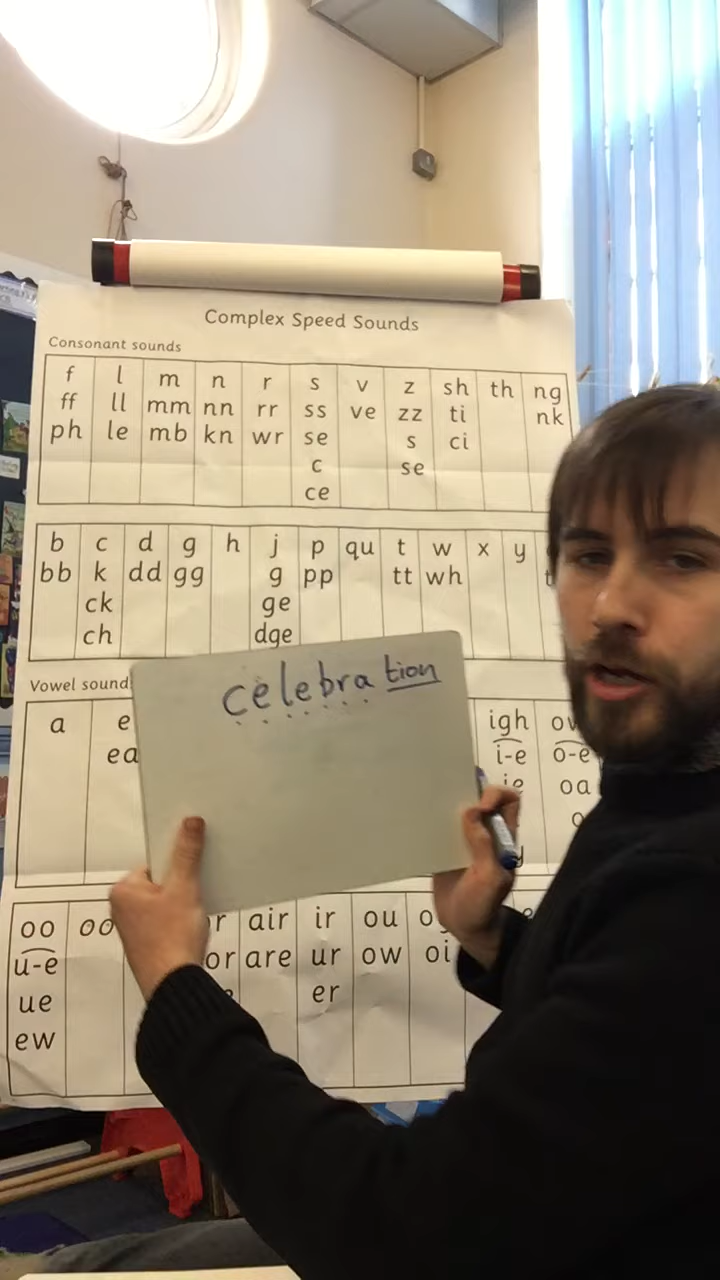 Complex Speed Sounds
Consonant sounds
f l m n r s v z sh th ng
ff ll mm nn rr ss ve zz ti nk
ph le mb kn wr se s ci
c se
ce
b c d g h j p qu t w x y
bb k dd gg g pp tt wh
ck ge
ch dge
celebration
Vowel sound
a e igh
ea i-e o-e
ie oa
oo oo air ir ou
u-e or are ur ow oi
ue er
ew